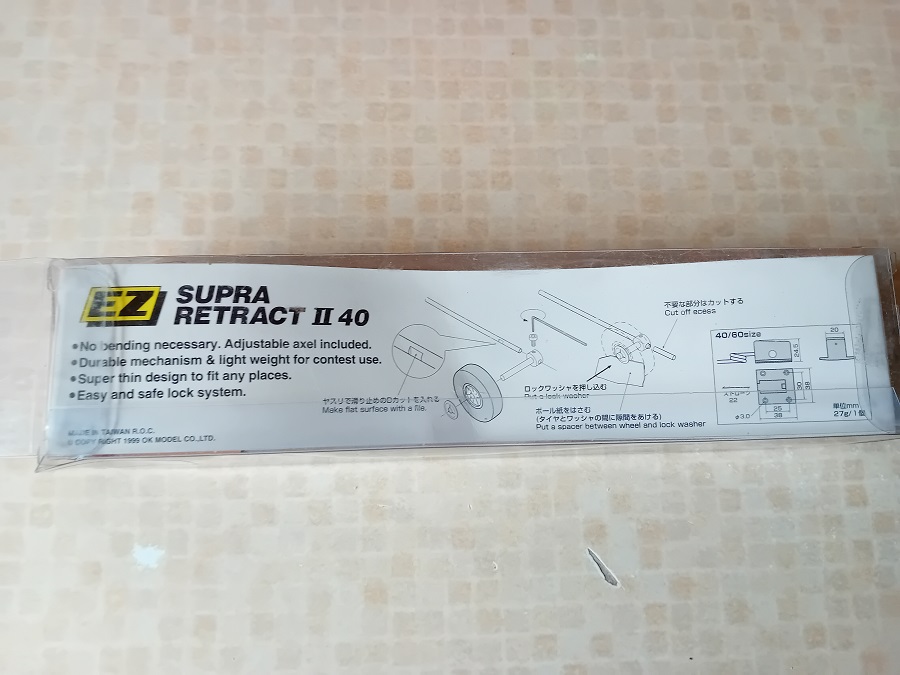 EZ
SUPRA
RETRACT II 40
•No bending necessary. Adjustable axel included.
•Durable mechanism & light weight for contest use.
•Super thin design to fit any places.
•Easy and safe lock system.
MADE IN TAIWAN R.O.C.
© COPY RIGHT 1999 OK MODEL CO.,LTD.
ヤスリで滑り止めのDカットを入れる
Make flat surface with a file.
不要な部分はカットする
Cut off ecess
ロックワッシャを押し込む
Put a lock washer
ボール紙をはさむ
(タイヤとワッシャの間に隙間をあける)
Put a spacer between wheel and lock washer
40/60size
24.5
20
ストローク
22
30
38
25
38
φ3.0
単位mm
27g/1個